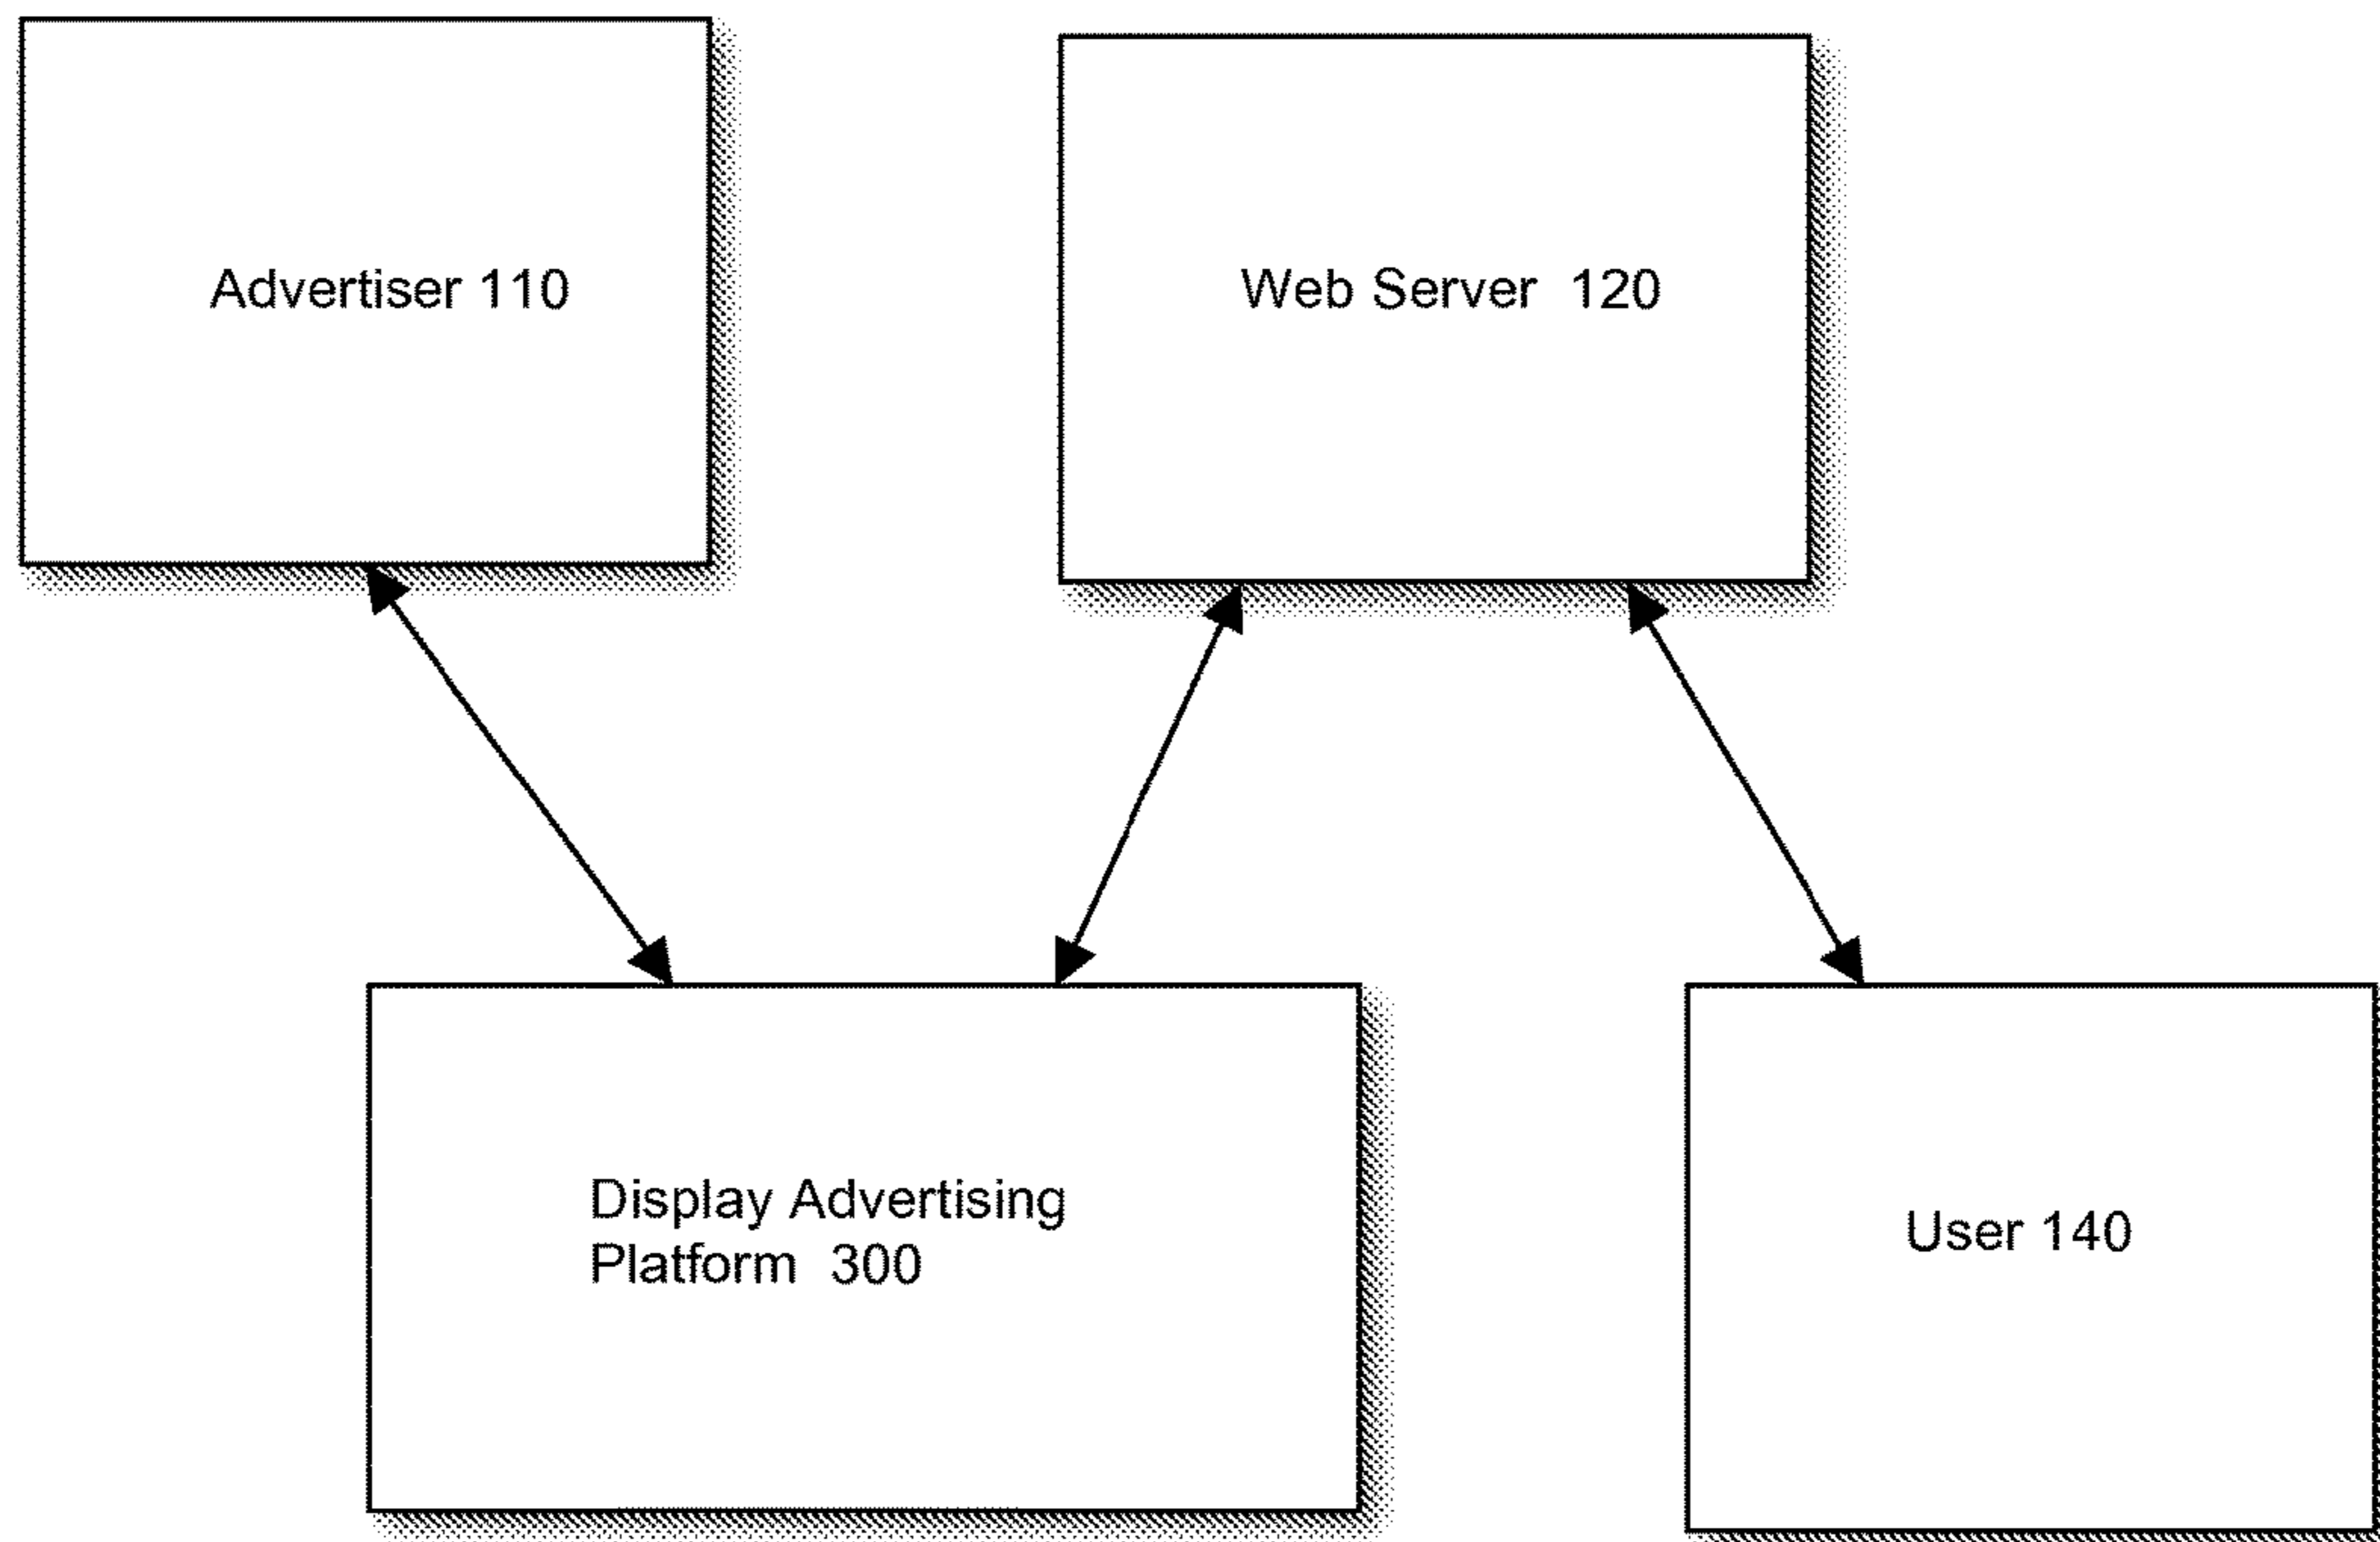 Advertiser 110
Web Server 120
Display Advertising
Platform 300
User 140